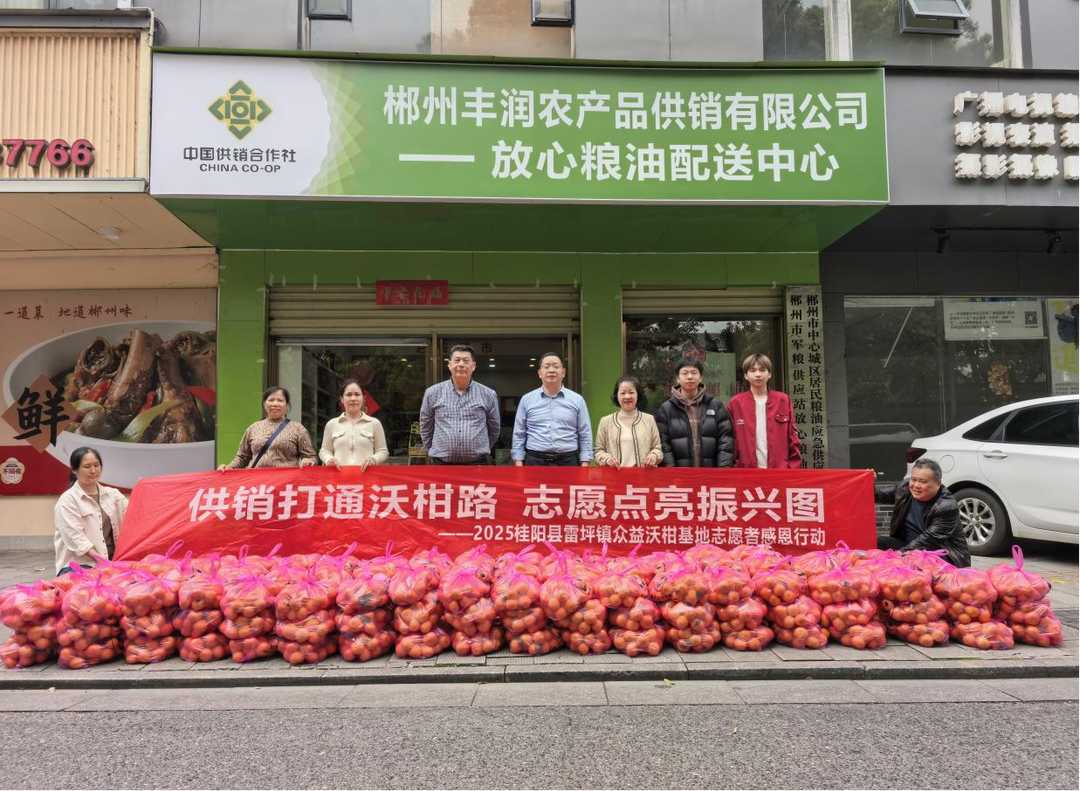 郴州丰润农产品供销有限公司
—— 放心粮油配送中心
中国供销合作社
CHINA CO-OP
7766
一道菜 地道郴州味
鲜
郴州市中心城区居民粮油应急供应
郴州市军粮供应站放心粮油
供销打通沃柑路 志愿点亮振兴图
——2025桂阳县雷坪镇众益沃柑基地志愿者感恩行动